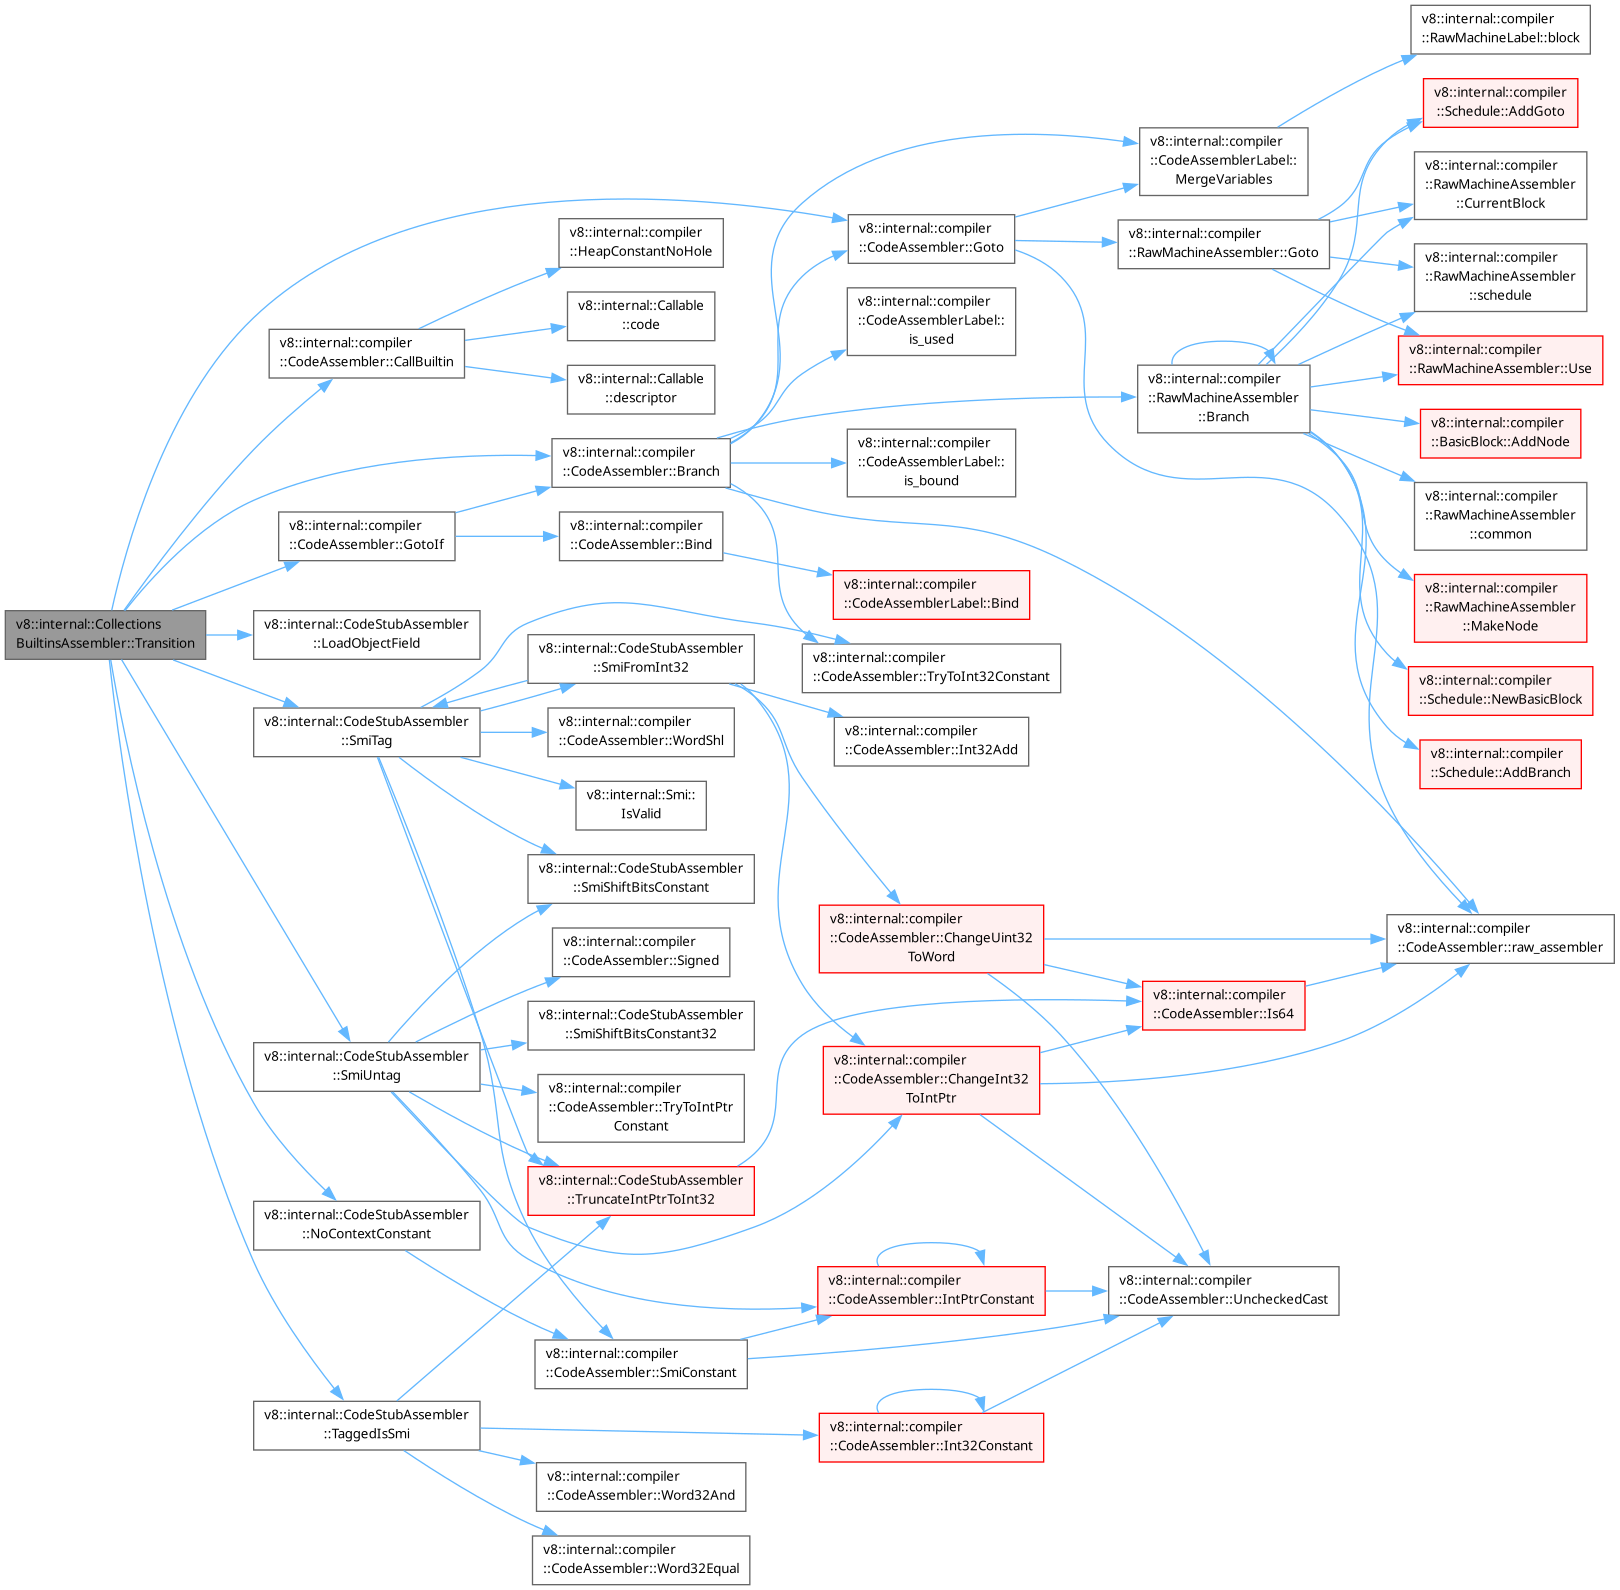 v8::internal::Collections
BuiltinsAssembler::Transition
v8::internal::compiler
::CodeAssembler::CallBuiltin
v8::internal::compiler
::CodeAssembler::GotoIf
v8::internal::CodeStubAssembler
::LoadObjectField
v8::internal::CodeStubAssembler
::SmiTag
v8::internal::CodeStubAssembler
::SmiUntag
v8::internal::CodeStubAssembler
::NoContextConstant
v8::internal::CodeStubAssembler
::TaggedIsSmi
v8::internal::compiler
::HeapConstantNoHole
v8::internal::Callable
::code
v8::internal::Callable
::descriptor
v8::internal::compiler
::CodeAssembler::Branch
v8::internal::compiler
::CodeAssembler::Bind
v8::internal::CodeStubAssembler
::SmiFromInt32
v8::internal::compiler
::CodeAssembler::WordShl
v8::internal::Smi::
IsValid
v8::internal::CodeStubAssembler
::SmiShiftBitsConstant
v8::internal::compiler
::CodeAssembler::Signed
v8::internal::CodeStubAssembler
::SmiShiftBitsConstant32
v8::internal::compiler
::CodeAssembler::TryToIntPtr
Constant
v8::internal::CodeStubAssembler
::TruncateIntPtrToInt32
v8::internal::compiler
::CodeAssembler::SmiConstant
v8::internal::compiler
::CodeAssembler::Word32And
v8::internal::compiler
::CodeAssembler::Word32Equal
v8::internal::compiler
::CodeAssembler::Goto
v8::internal::compiler
::CodeAssemblerLabel::
is_used
v8::internal::compiler
::CodeAssemblerLabel::
is_bound
v8::internal::compiler
::CodeAssemblerLabel::Bind
v8::internal::compiler
::CodeAssembler::TryToInt32Constant
v8::internal::compiler
::CodeAssembler::Int32Add
v8::internal::compiler
::CodeAssembler::ChangeUint32
ToWord
v8::internal::compiler
::CodeAssembler::ChangeInt32
ToIntPtr
v8::internal::compiler
::CodeAssembler::IntPtrConstant
v8::internal::compiler
::CodeAssembler::Int32Constant
v8::internal::compiler
::CodeAssemblerLabel::
MergeVariables
v8::internal::compiler
::RawMachineAssembler::Goto
v8::internal::compiler
::RawMachineAssembler
::Branch
v8::internal::compiler
::CodeAssembler::Is64
v8::internal::compiler
::CodeAssembler::UncheckedCast
v8::internal::compiler
::RawMachineLabel::block
v8::internal::compiler
::Schedule::AddGoto
v8::internal::compiler
::RawMachineAssembler
::CurrentBlock
v8::internal::compiler
::RawMachineAssembler
::schedule
v8::internal::compiler
::RawMachineAssembler::Use
v8::internal::compiler
::BasicBlock::AddNode
v8::internal::compiler
::RawMachineAssembler
::common
v8::internal::compiler
::RawMachineAssembler
::MakeNode
v8::internal::compiler
::Schedule::NewBasicBlock
v8::internal::compiler
::Schedule::AddBranch
v8::internal::compiler
::CodeAssembler::raw_assembler